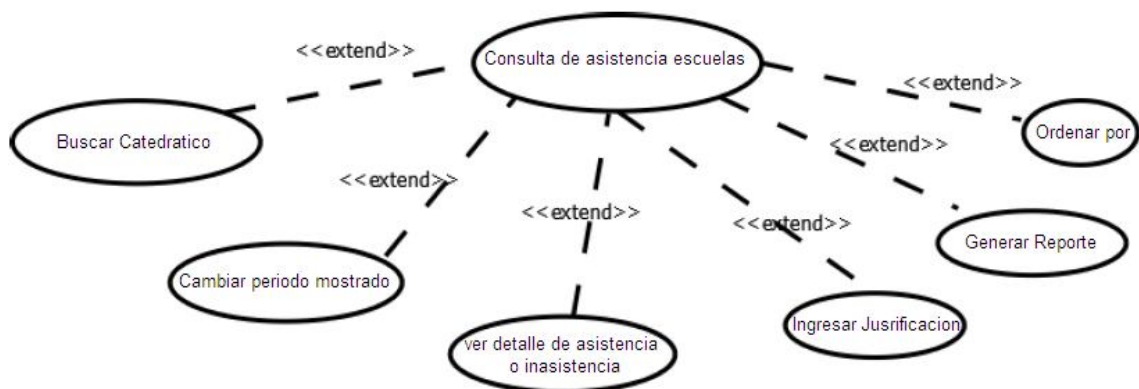 Consulta de asistencia escuelas
<<extend>>
<<extend>>
Buscar Catedratico
Ordenar por
<<extend>>
<<extend>>
<<extend>>
<<extend>>
Generar Reporte
Cambiar periodo mostrado
Ingresar Jusrificacion
ver detalle de asistencia
o inasistencia